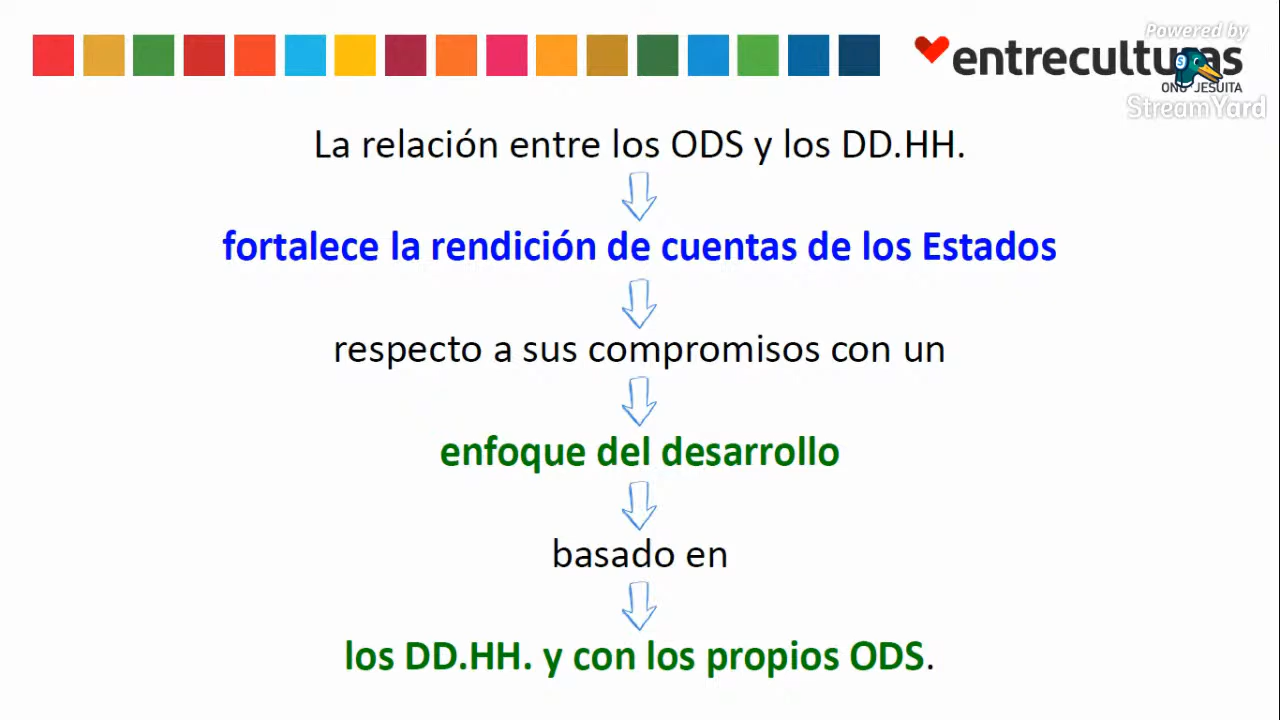 Powered by
entreculturas
ONG JESUITA
StreamYard
La relación entre los ODS y los DD.HH.
fortalece la rendición de cuentas de los Estados
respecto a sus compromisos con un
enfoque del desarrollo
basado en
los DD.HH. y con los propios ODS.